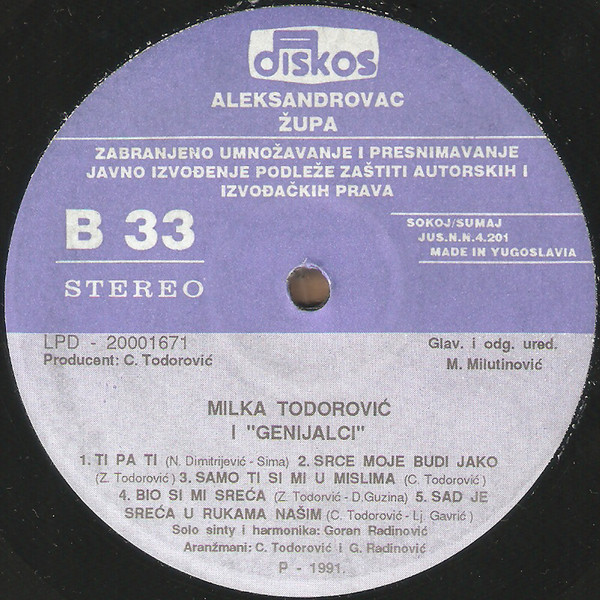 diskos
ALEKSANDROVAC
ŽUPA
ZABRANJENO UMNOŽAVANJE I PRESNIMAVANJE
JAVNO IZVOĐENJE PODLEŽE ZAŠTITI AUTORSKIH I
IZVOĐAČKIH PRAVA
B 33
STEREO
SOKOJ/SUMAJ
JUS.N.N.4.201
MADE IN YUGOSLAVIA
LPD - 20001671
Producent: C. Todorović
Glav. i odg. ured.
M. Milutinović
MILKA TODOROVIĆ
I "GENIJALCI"
1. TI PA TI (N. Dimitrijević - Sima) 2. SRCE MOJE BUDI JAKO
(Z. Todorović) 3. SAMO TI SI MI U MISLIMA (C. Todorović)
4. BIO SI MI SREĆA (Z. Todorvić - D.Guzina) 5. SAD JE
SREĆA U RUKAMA NAŠIM (C. Todorović - Lj. Gavrić)
Solo sinty i harmonika: Goran Radinović
Aranžmani: C. Todorović i G. Radinović
P - 1991.